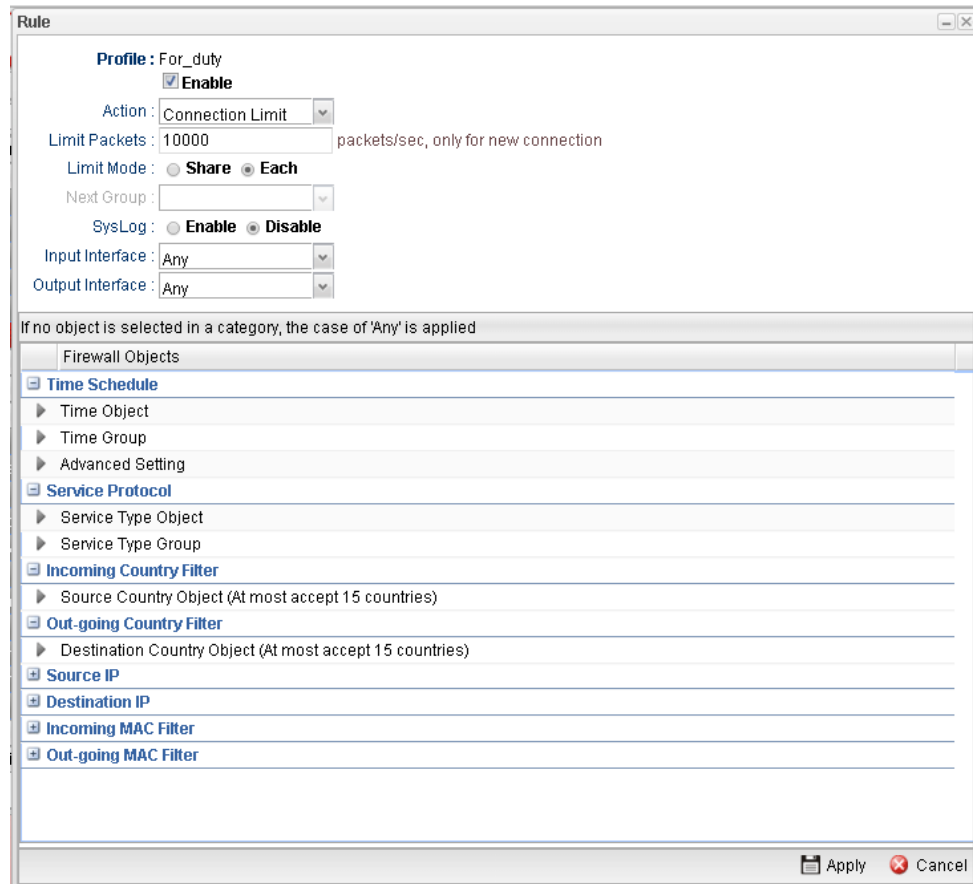 Rule
Profile : For_duty
Enable
Action : Connection Limit
Limit Packets : 10000 packets/sec, only for new connection
Limit Mode : Share Each
Next Group :
SysLog : Enable Disable
Input Interface : Any
Output Interface : Any
If no object is selected in a category, the case of 'Any' is applied
Firewall Objects
Time Schedule
Time Object
Time Group
Advanced Setting
Service Protocol
Service Type Object
Service Type Group
Incoming Country Filter
Source Country Object (At most accept 15 countries)
Out-going Country Filter
Destination Country Object (At most accept 15 countries)
Source IP
Destination IP
Incoming MAC Filter
Out-going MAC Filter
Apply Cancel